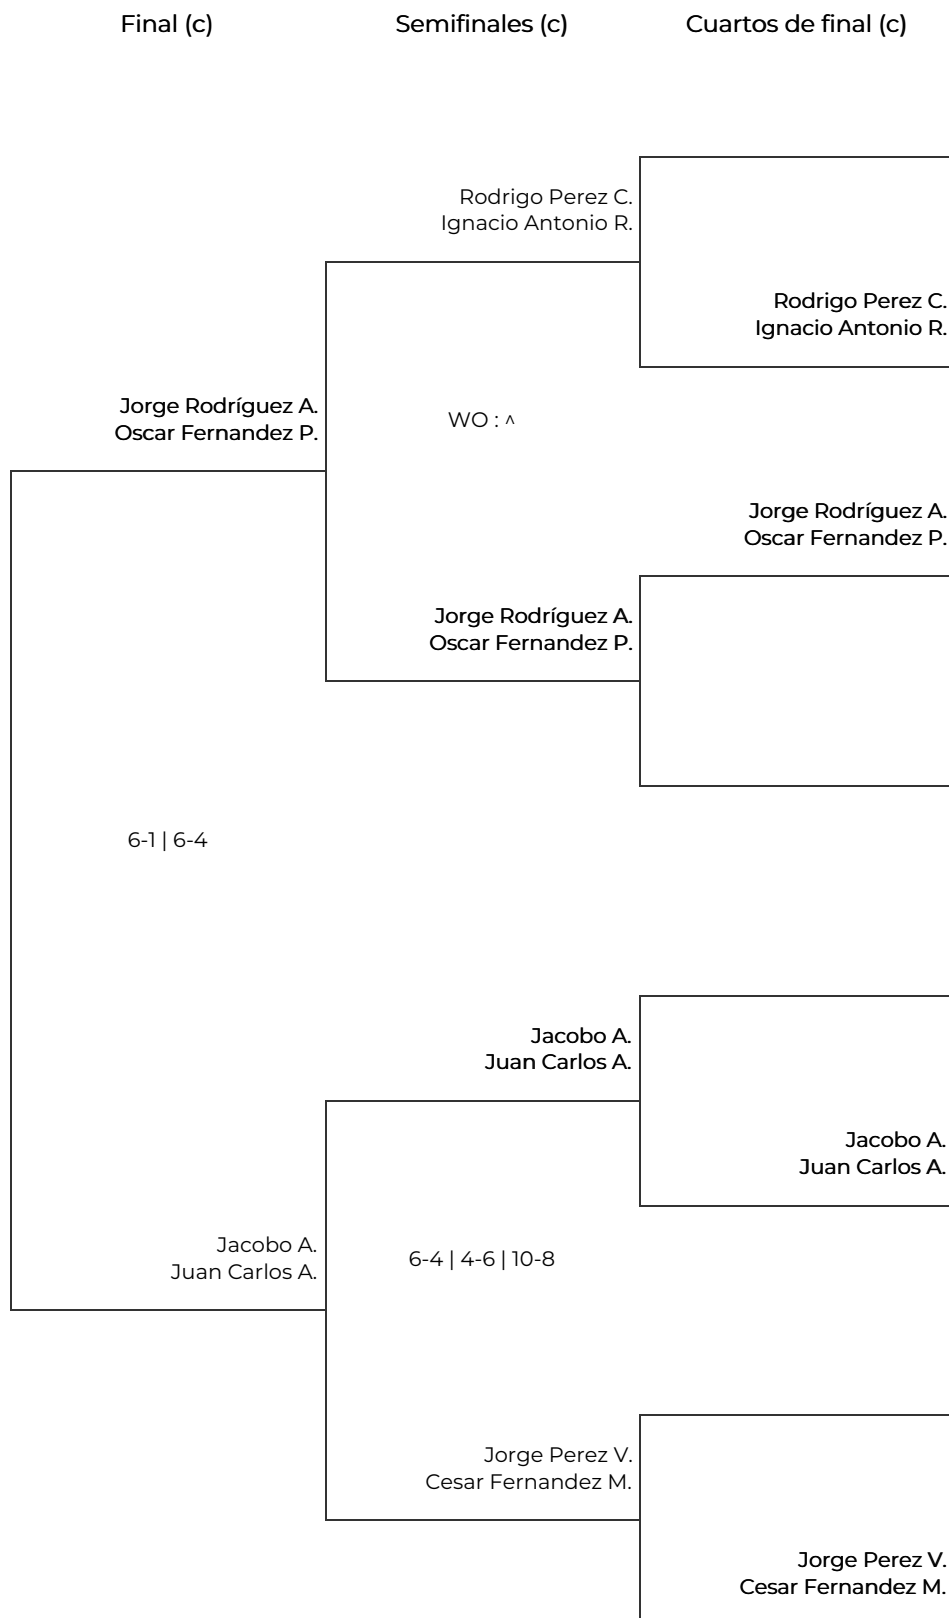 Final (c)
Semifinales (c)
Cuartos de final (c)
Rodrigo Perez C.
Ignacio Antonio R.
Rodrigo Perez C.
Ignacio Antonio R.
Jorge Rodríguez A.
Oscar Fernandez P.
WO : ^
Jorge Rodríguez A.
Oscar Fernandez P.
Jorge Rodríguez A.
Oscar Fernandez P.
6-1 | 6-4
Jacobo A.
Juan Carlos A.
Jacobo A.
Juan Carlos A.
Jacobo A.
Juan Carlos A.
6-4 | 4-6 | 10-8
Jorge Perez V.
Cesar Fernandez M.
Jorge Perez V.
Cesar Fernandez M.